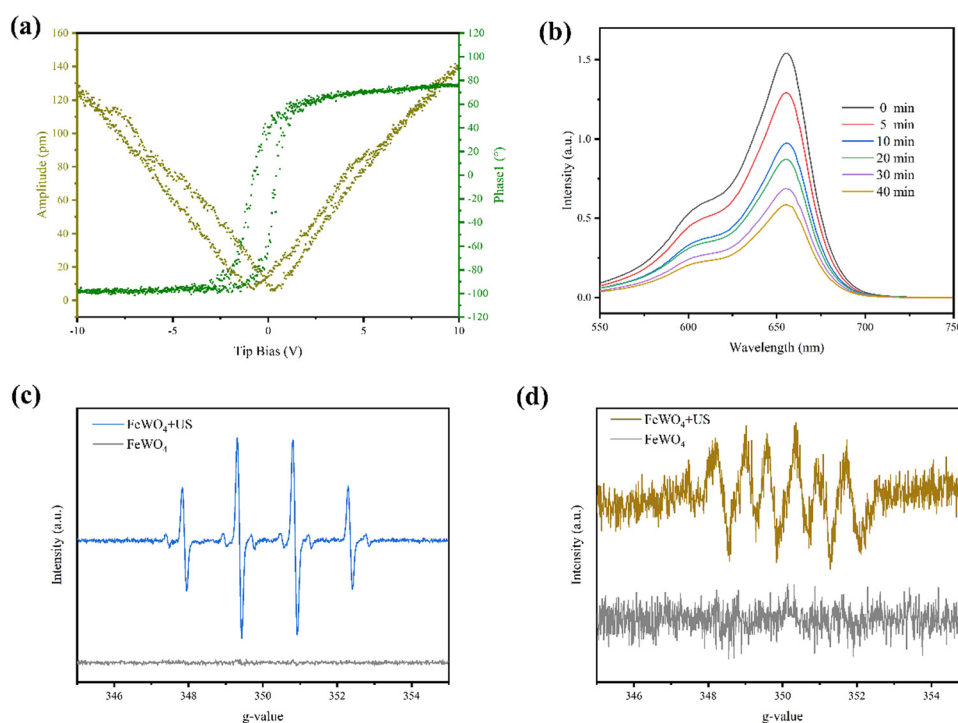 (a)
160
140
120
100
80
60
40
20
0
Amplitude (pm)
120
100
80
60
40
20
0
-20
-40
-60
-80
-100
-120
Phase1 (°)
-10 -5 0 5 10
Tip Bias (V)
(b)
1.5
1.0
0.5
0.0
Intensity (a.u.)
0 min
5 min
10 min
20 min
30 min
40 min
550 600 650 700 750
Wavelength (nm)
(c)
FeWO4+US
FeWO4
Intensity (a.u.)
346 348 350 352 354
g-value
(d)
FeWO4+US
FeWO4
Intensity (a.u.)
346 348 350 352 354
g-value